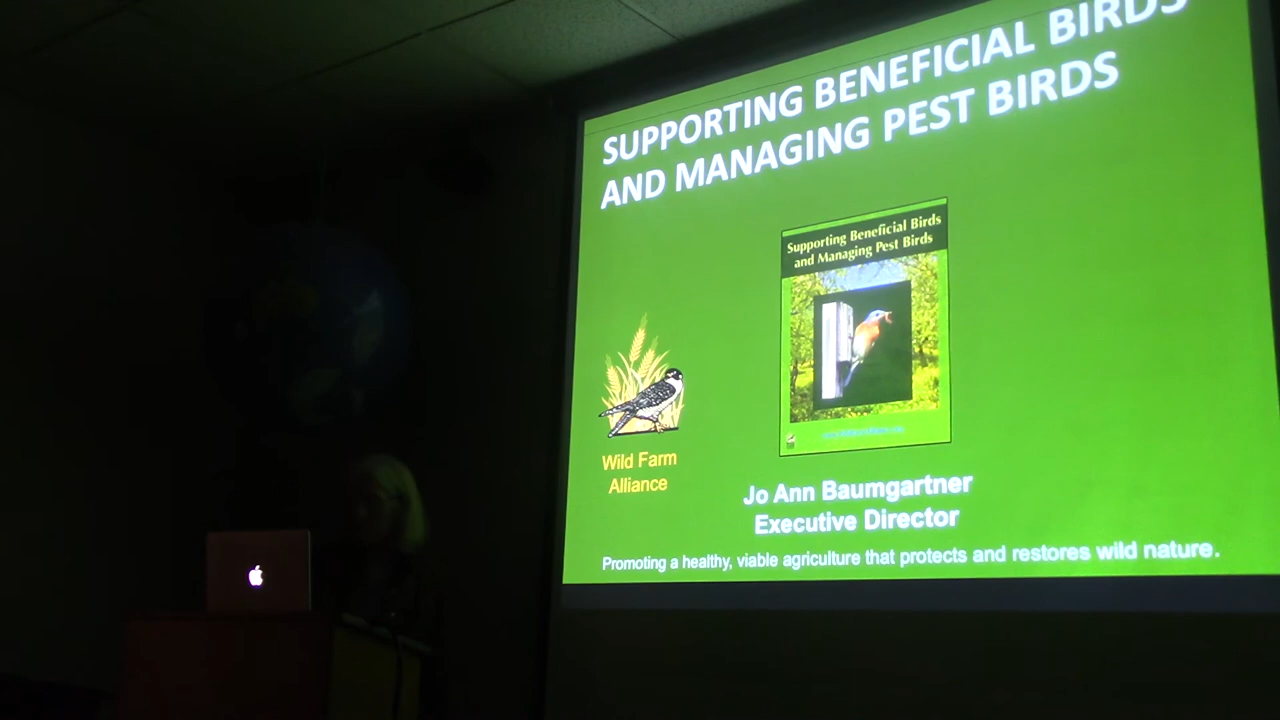 SUPPORTING BENEFICIAL BIRDS
AND MANAGING PEST BIRDS
Supporting Beneficial Birds
and Managing Pest Birds
Wild Farm
Alliance
Jo Ann Baumgartner
Executive Director
Promoting a healthy, viable agriculture that protects and restores wild nature.